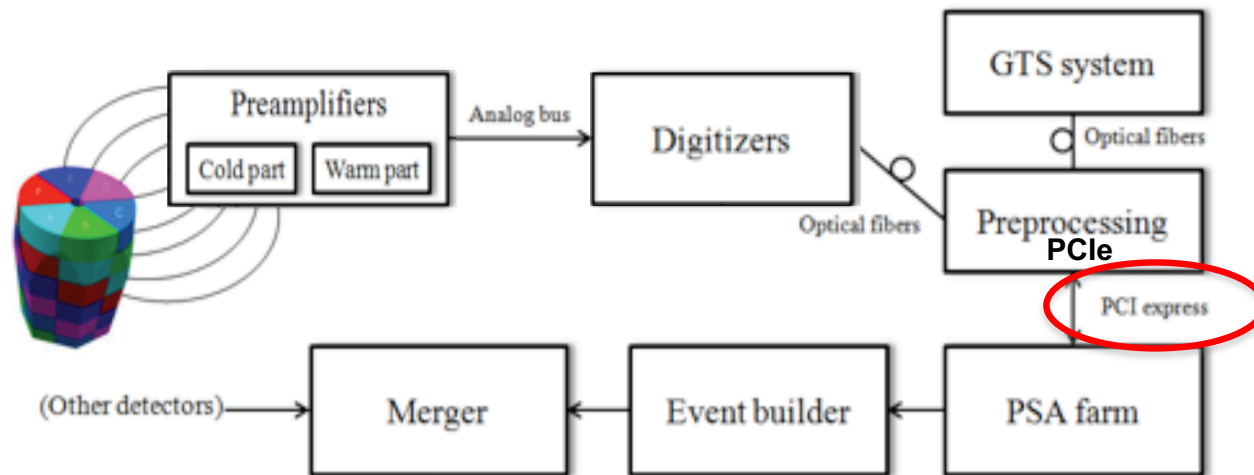 GTS system
Preamplifiers
Cold part
Warm part
Analog bus
Digitizers
Optical fibers
Optical fibers
Preprocessing
PCIe
PCI express
(Other detectors)
Merger
Event builder
PSA farm